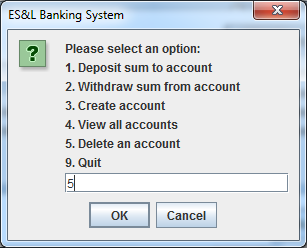 ES&L Banking System
Please select an option:
1. Deposit sum to account
2. Withdraw sum from account
3. Create account
4. View all accounts
5. Delete an account
9. Quit
5
OK Cancel